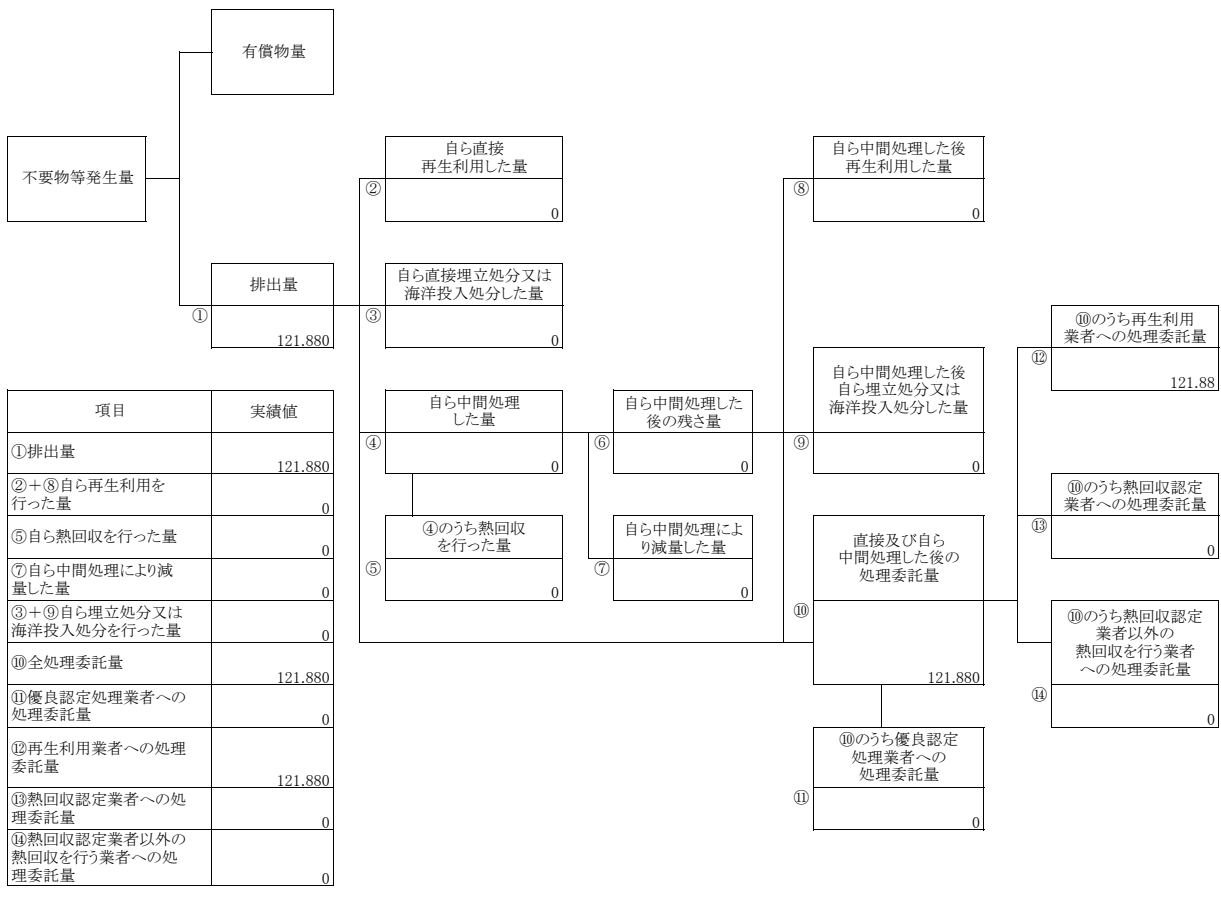 有償物量
不要物等発生量
自ら直接
再生利用した量
②
0
自ら中間処理した後
再生利用した量
⑧
0
排出量
①
121.880
自ら直接埋立処分又は
海洋投入処分した量
③
0
⑩のうち再生利用
業者への処理委託量
⑫
121.88
自ら中間処理
した量
④
0
自ら中間処理した
後の残さ量
⑥
0
自ら中間処理した後
自ら埋立処分又は
海洋投入処分した量
⑨
0
⑩のうち熱回収認定
業者への処理委託量
⑬
0
④のうち熱回収
を行った量
⑤
0
自ら中間処理によ
り減量した量
⑦
0
直接及び自ら
中間処理した後の
処理委託量
⑩
121.880
⑩のうち熱回収認定
業者以外の
熱回収を行う業者
への処理委託量
⑭
0
⑩のうち優良認定
処理業者への
処理委託量
⑪
0
項目 実績値
①排出量
121.880
②＋⑧自ら再生利用を
行った量
0
⑤自ら熱回収を行った量
0
⑦自ら中間処理により減
量した量
0
③＋⑨自ら埋立処分又は
海洋投入処分を行った量
0
⑩全処理委託量
121.880
⑪優良認定処理業者への
処理委託量
0
⑫再生利用業者への処理
委託量
121.880
⑬熱回収認定業者への処
理委託量
0
⑭熱回収認定業者以外の
熱回収を行う業者への処
理委託量
0